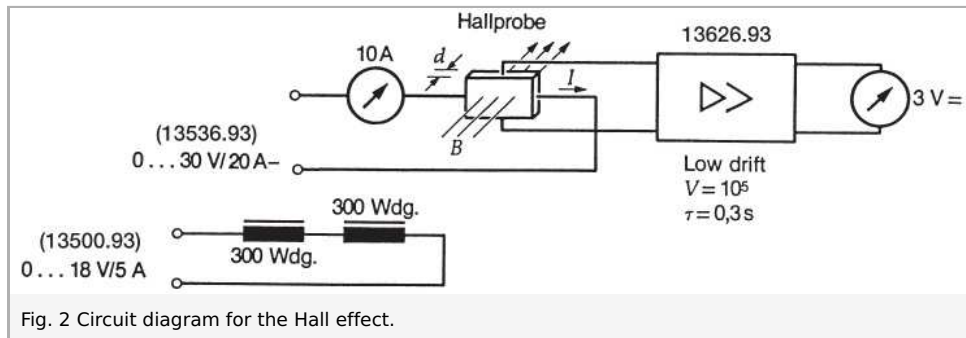 Hallprobe
13626.93
10 A
d
I
3 V =
B
(13536.93)
0 . . . 30 V/20 A–
Low drift
V = 10⁵
τ = 0,3 s
300 Wdg.
(13500.93)
300 Wdg.
0 . . . 18 V/5 A
Fig. 2 Circuit diagram for the Hall effect.